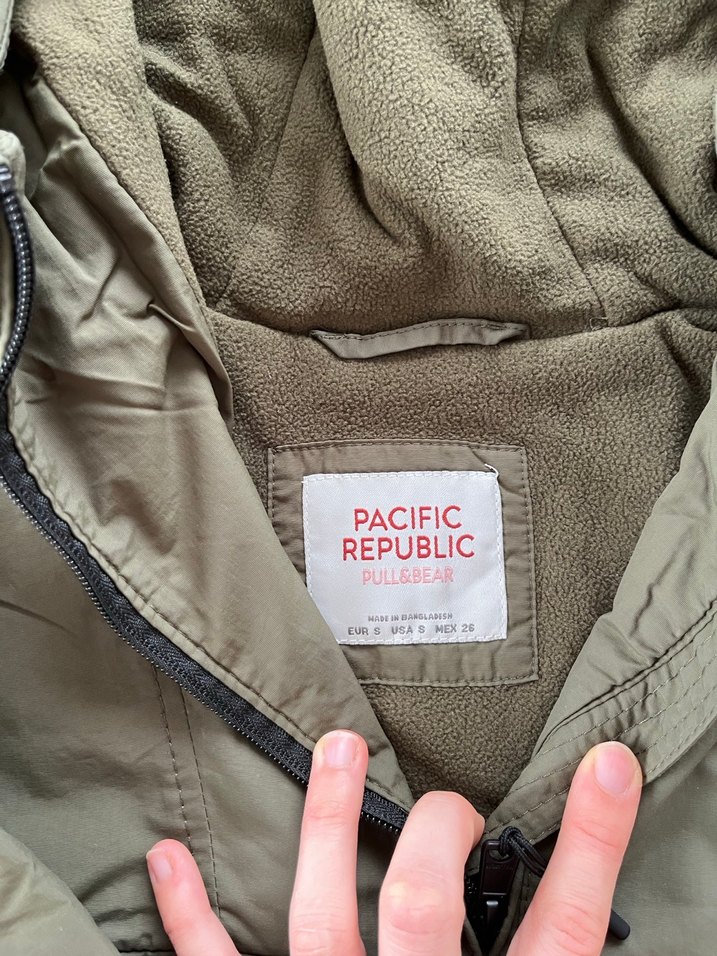 PACIFIC
REPUBLIC
PULL&BEAR
MADE IN BANGLADESH
EUR S USA S MEX 26